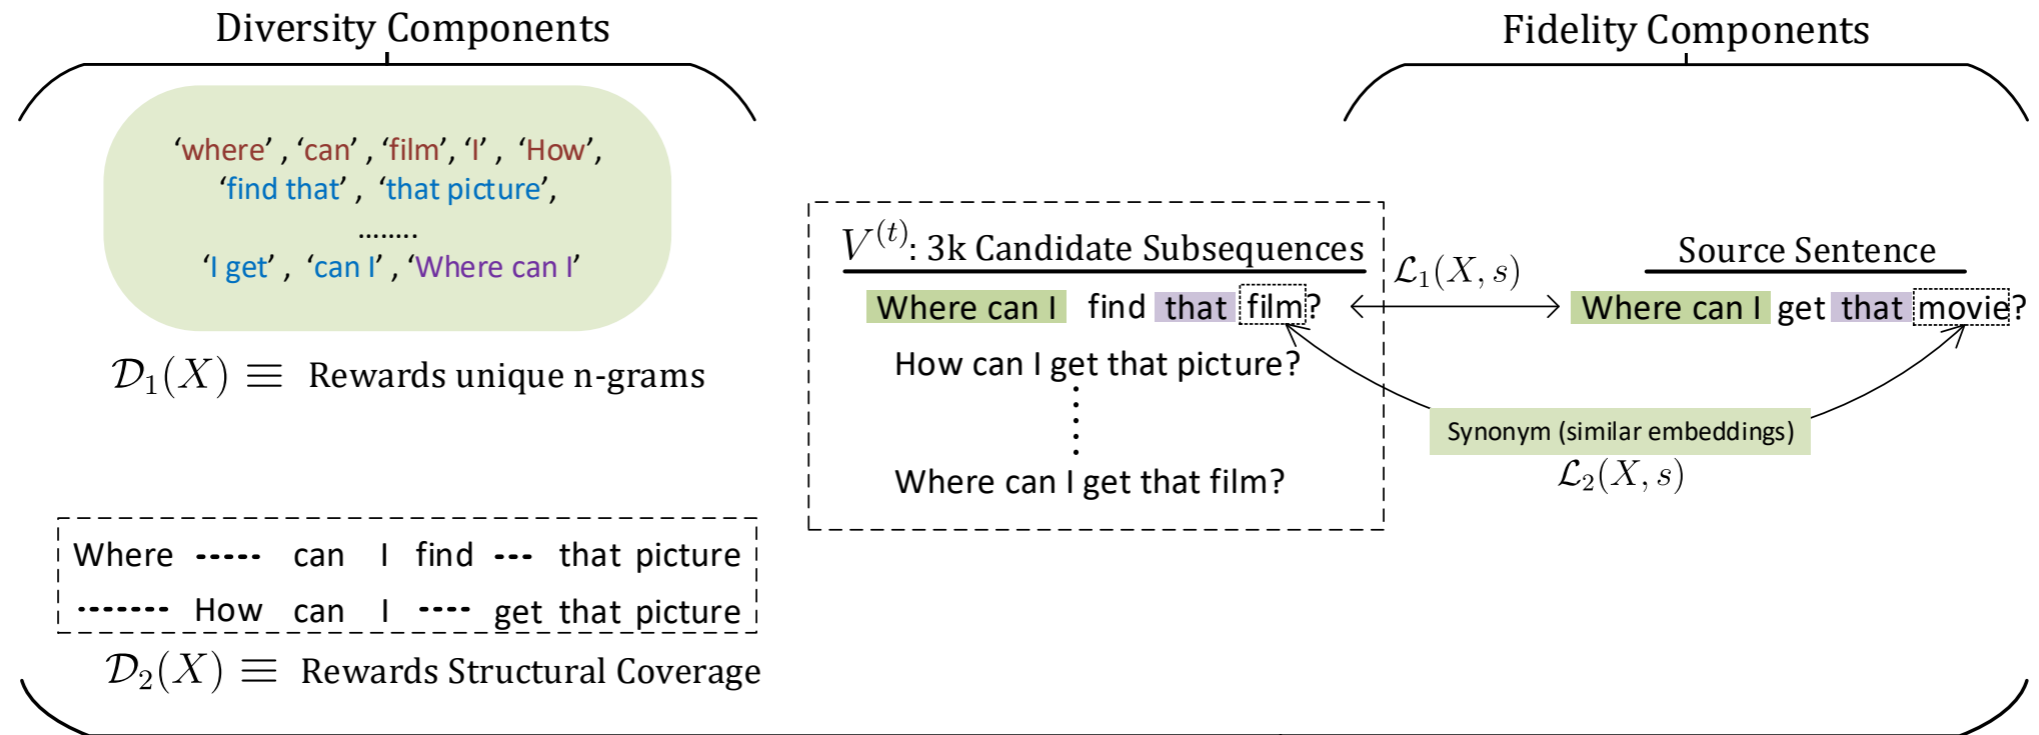 Diversity Components
‘where’ , ‘can’ , ‘film’, ‘I’ , ‘How’,
‘find that’ , ‘that picture’,
........
‘I get’ , ‘can I’ , ‘Where can I’
𝒟₁(X) ≡ Rewards unique n-grams
Where ----- can I find --- that picture
------- How can I ---- get that picture
𝒟₂(X) ≡ Rewards Structural Coverage
V⁽ᵗ⁾: 3k Candidate Subsequences
Where can I find that film?
How can I get that picture?
Where can I get that film?
Fidelity Components
ℒ₁(X, s)
Source Sentence
Where can I get that movie?
Synonym (similar embeddings)
ℒ₂(X, s)